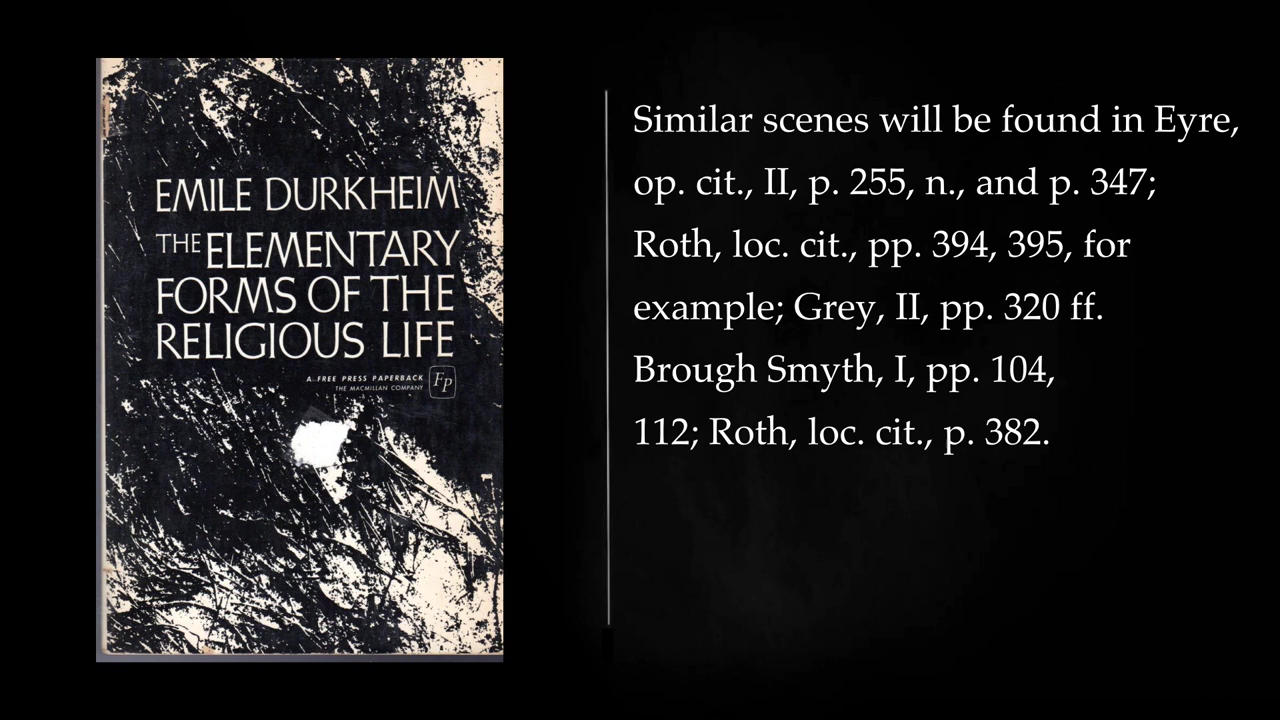 EMILE DURKHEIM
THE ELEMENTARY
FORMS OF THE
RELIGIOUS LIFE
A FREE PRESS PAPERBACK
THE MACMILLAN COMPANY
Fp
Similar scenes will be found in Eyre,
op. cit., II, p. 255, n., and p. 347;
Roth, loc. cit., pp. 394, 395, for
example; Grey, II, pp. 320 ff.
Brough Smyth, I, pp. 104,
112; Roth, loc. cit., p. 382.